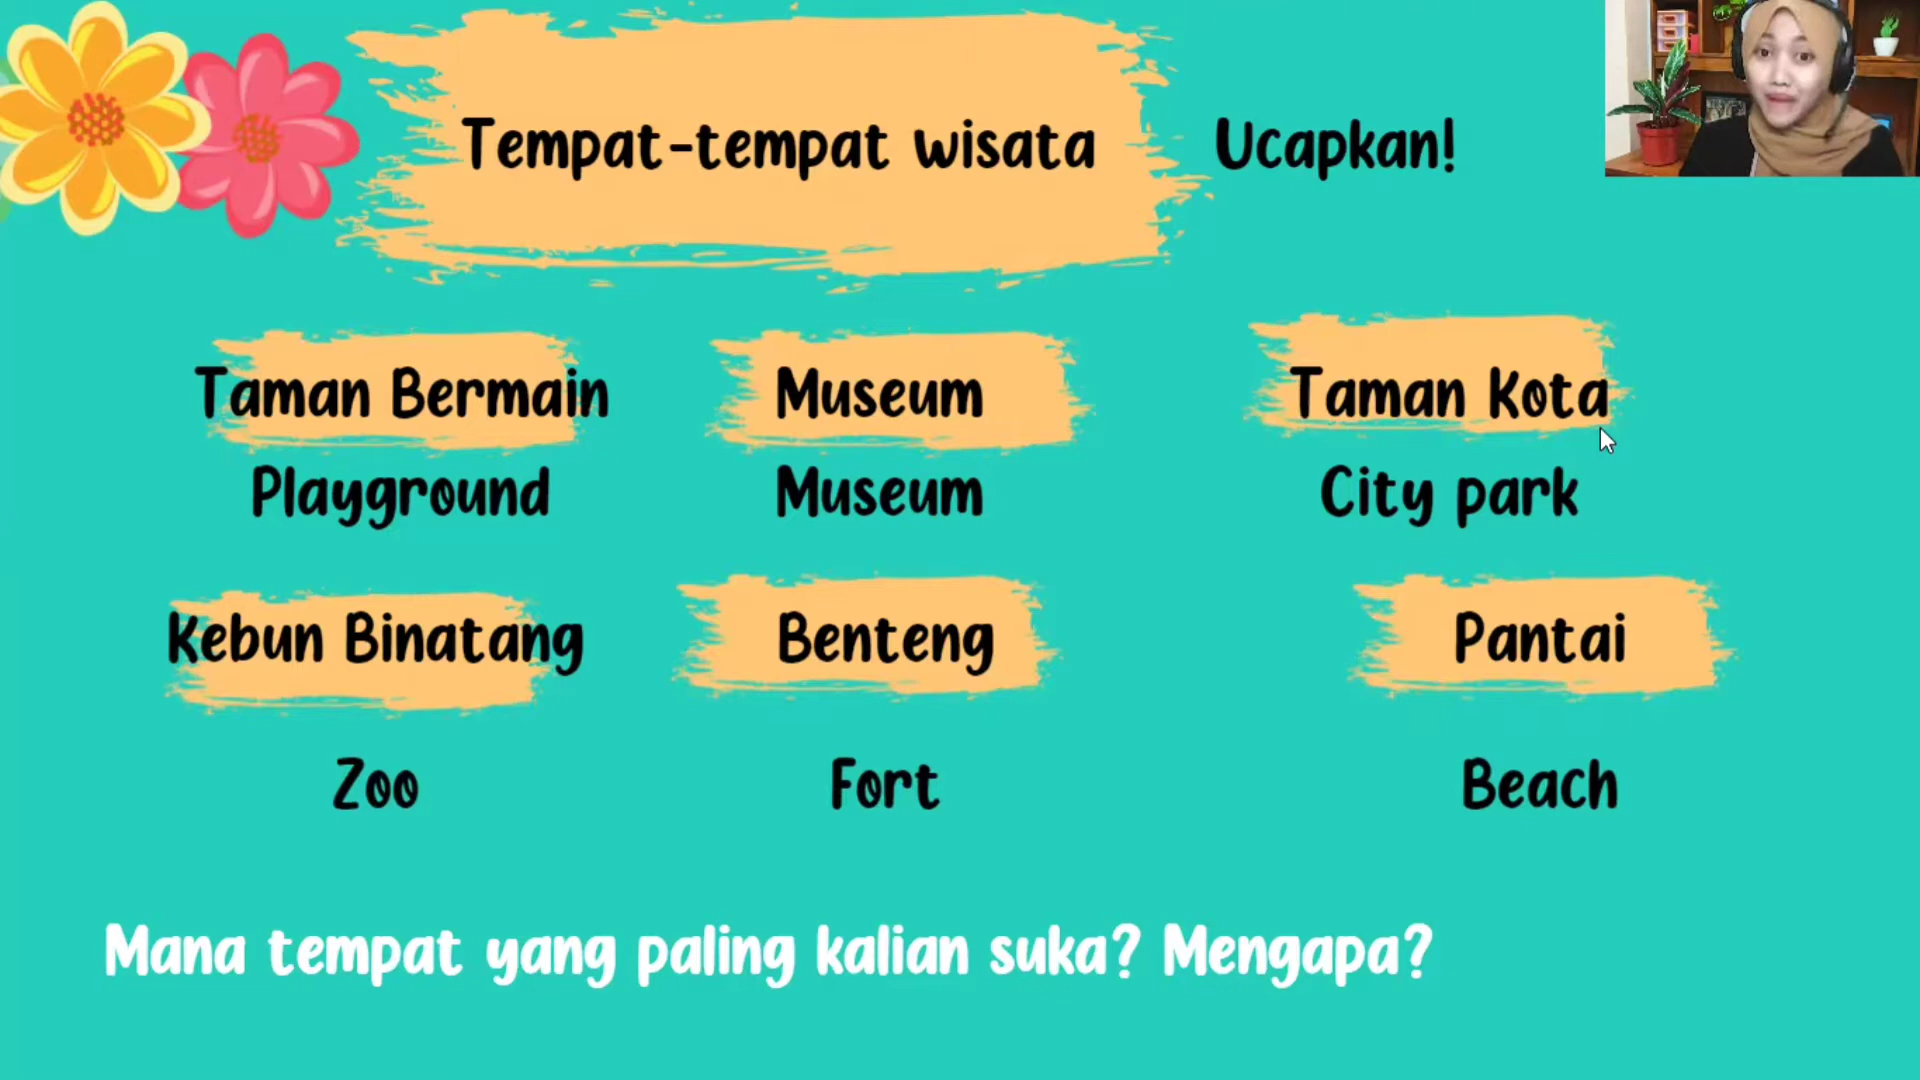 Tempat-tempat wisata
Ucapkan!
Taman Bermain
Playground
Museum
Museum
Taman Kota
City park
Kebun Binatang
Zoo
Benteng
Fort
Pantai
Beach
Mana tempat yang paling kalian suka? Mengapa?